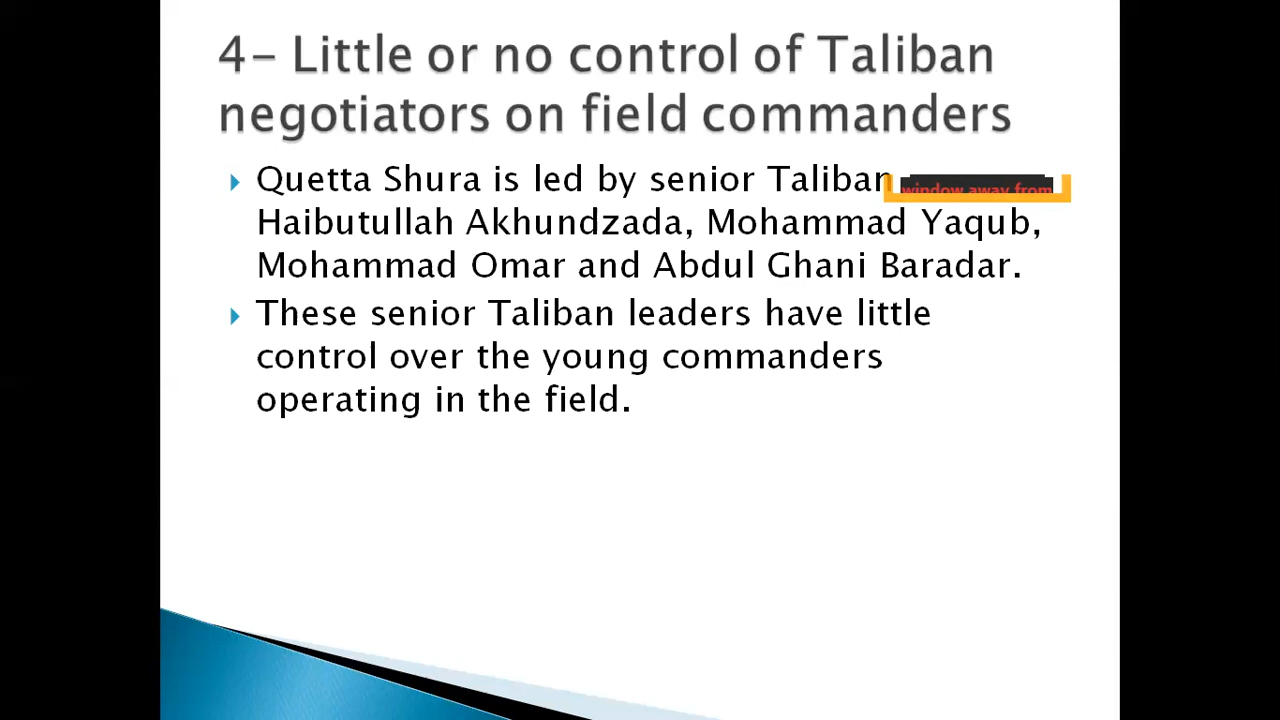 4- Little or no control of Taliban
negotiators on field commanders
Quetta Shura is led by senior Taliban window away from
Haibutullah Akhundzada, Mohammad Yaqub,
Mohammad Omar and Abdul Ghani Baradar.
These senior Taliban leaders have little
control over the young commanders
operating in the field.